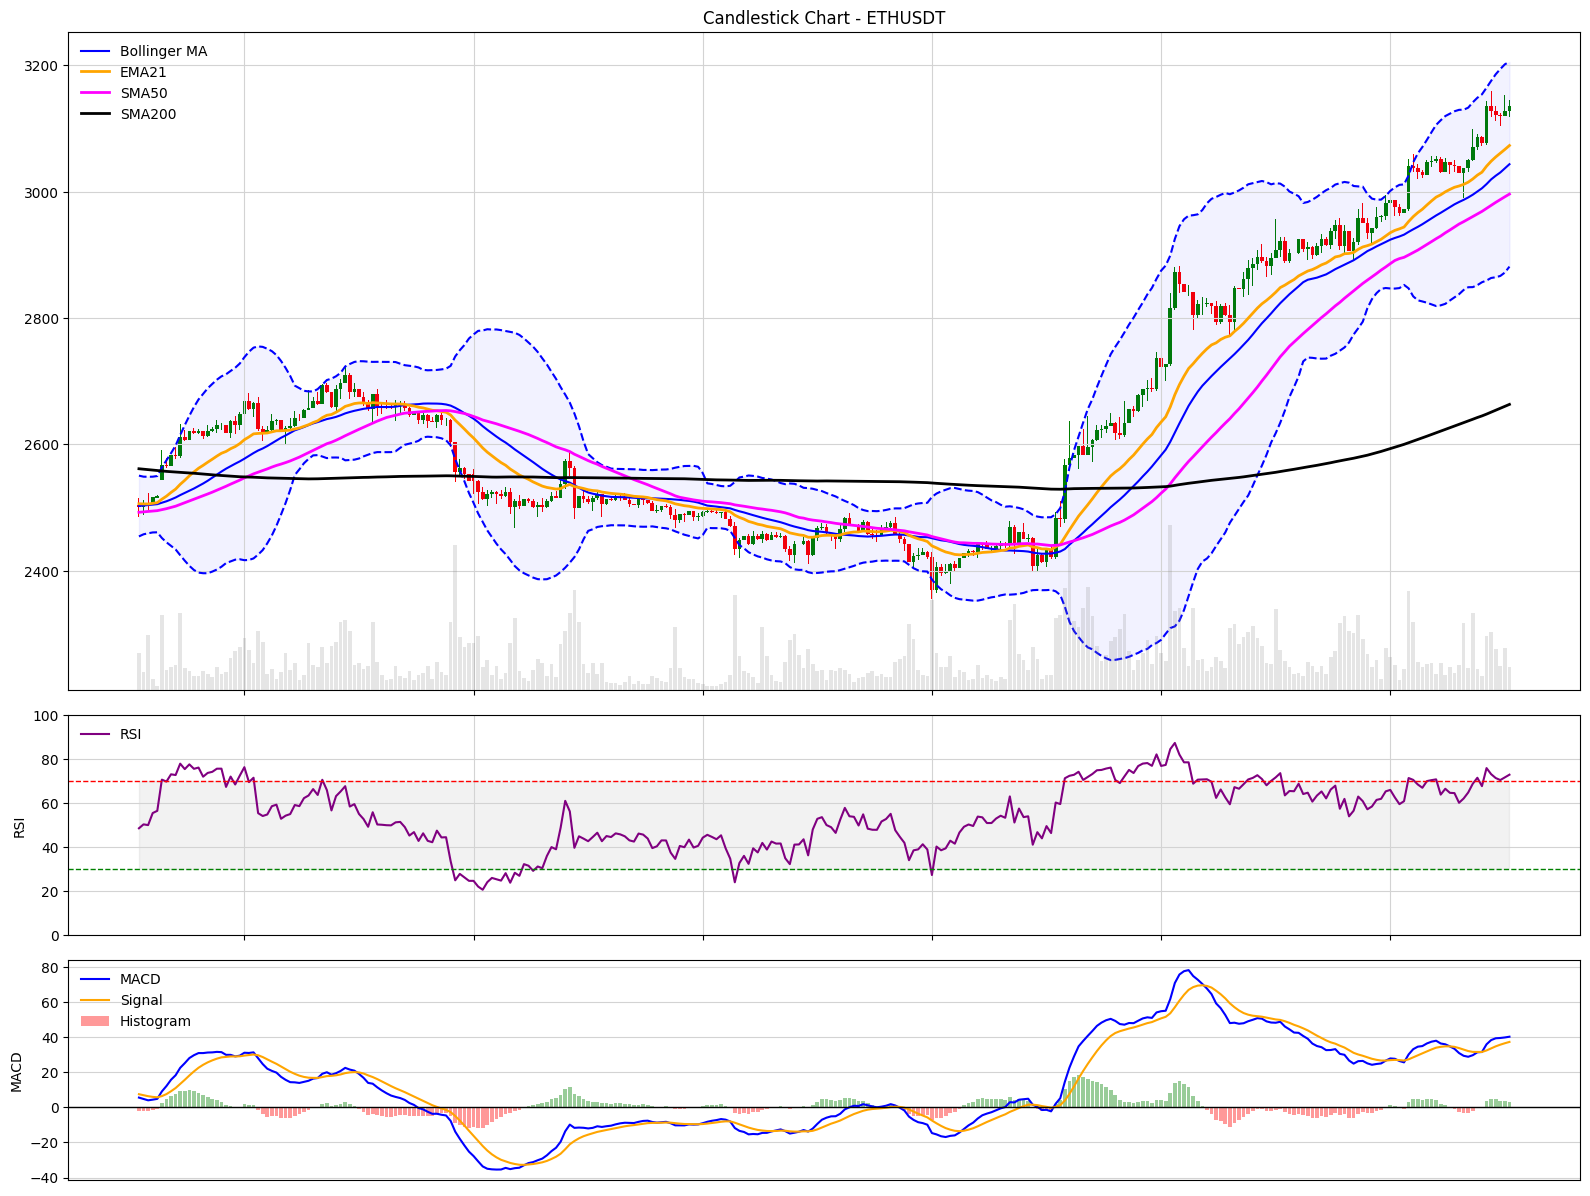 Candlestick Chart - ETHUSDT
Bollinger MA
EMA21
SMA50
SMA200
3200
3000
2800
2600
2400
RSI
100
80
60
40
20
0
RSI
MACD
Signal
Histogram
80
60
40
20
0
−20
−40
MACD